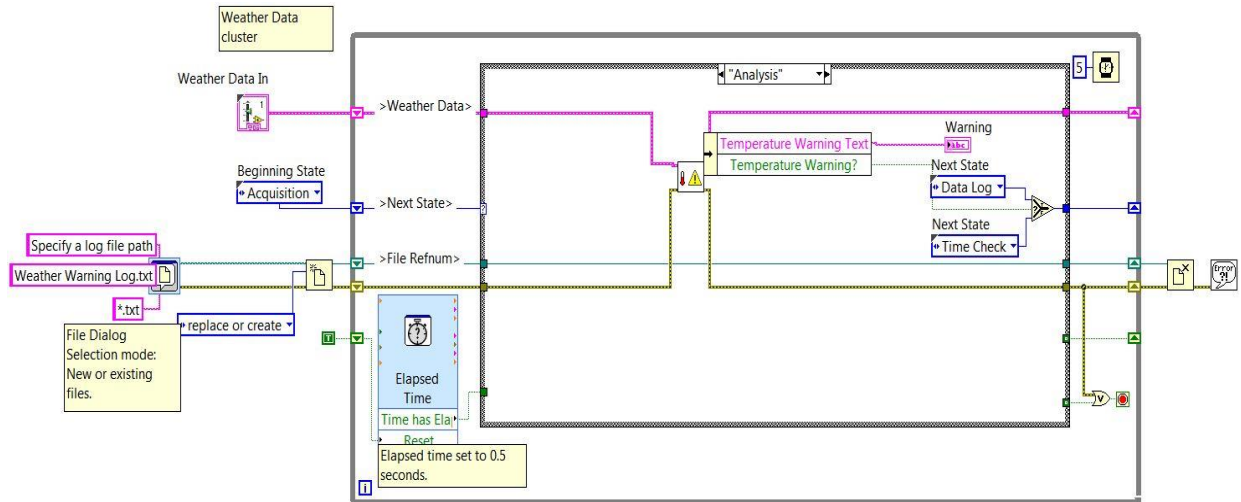 Weather Data
cluster
Weather Data In
1
"Analysis"
5
>Weather Data>
Temperature Warning Text
Temperature Warning?
Warning
abc
Beginning State
Acquisition
>Next State>
?
Next State
Data Log
?
Next State
Time Check
Specify a log file path
Weather Warning Log.txt
*.txt
replace or create
>File Refnum>
Error
?!
File Dialog
Selection mode:
New or existing
files.
T
?
Elapsed
Time
Time has Ela
Reset
Elapsed time set to 0.5
seconds.
V
i